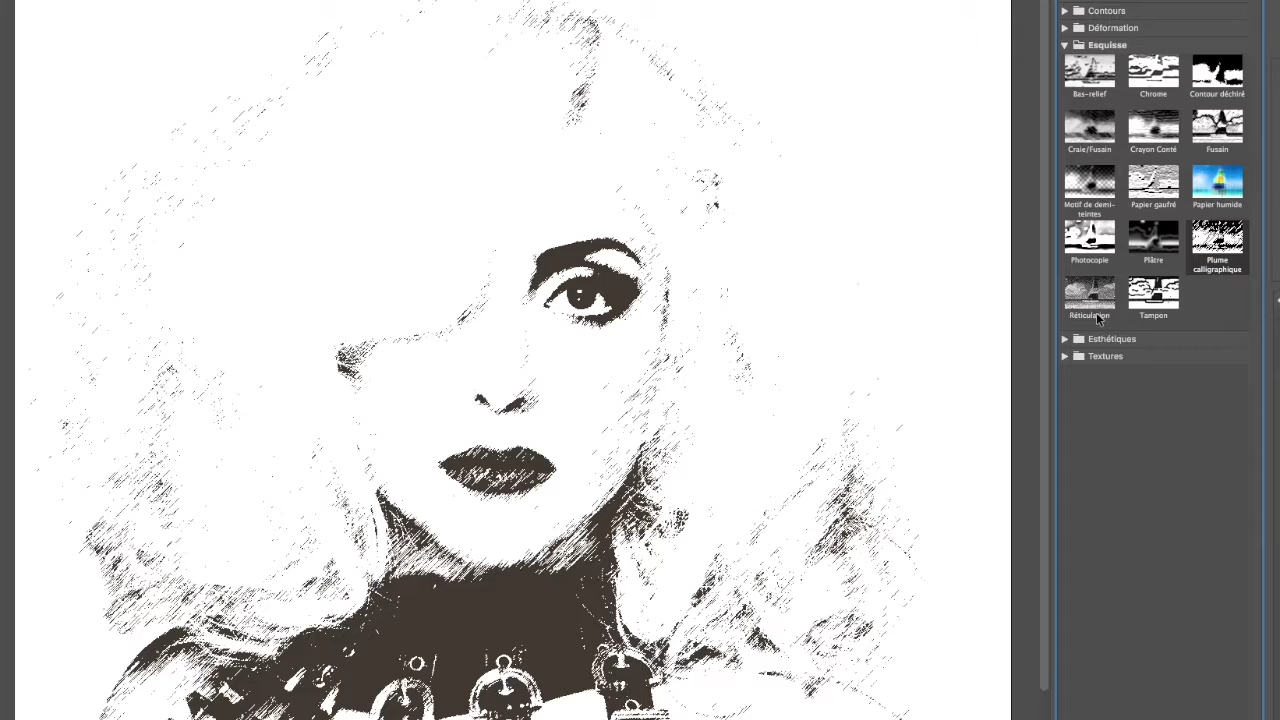 Contours
Déformation
Esquisse
Bas-relief
Chrome
Contour déchiré
Craie/Fusain
Crayon Conté
Fusain
Motif de demi-
teintes
Papier gaufré
Papier humide
Photocopie
Plâtre
Plume
calligraphique
Réticulation
Tampon
Esthétiques
Textures